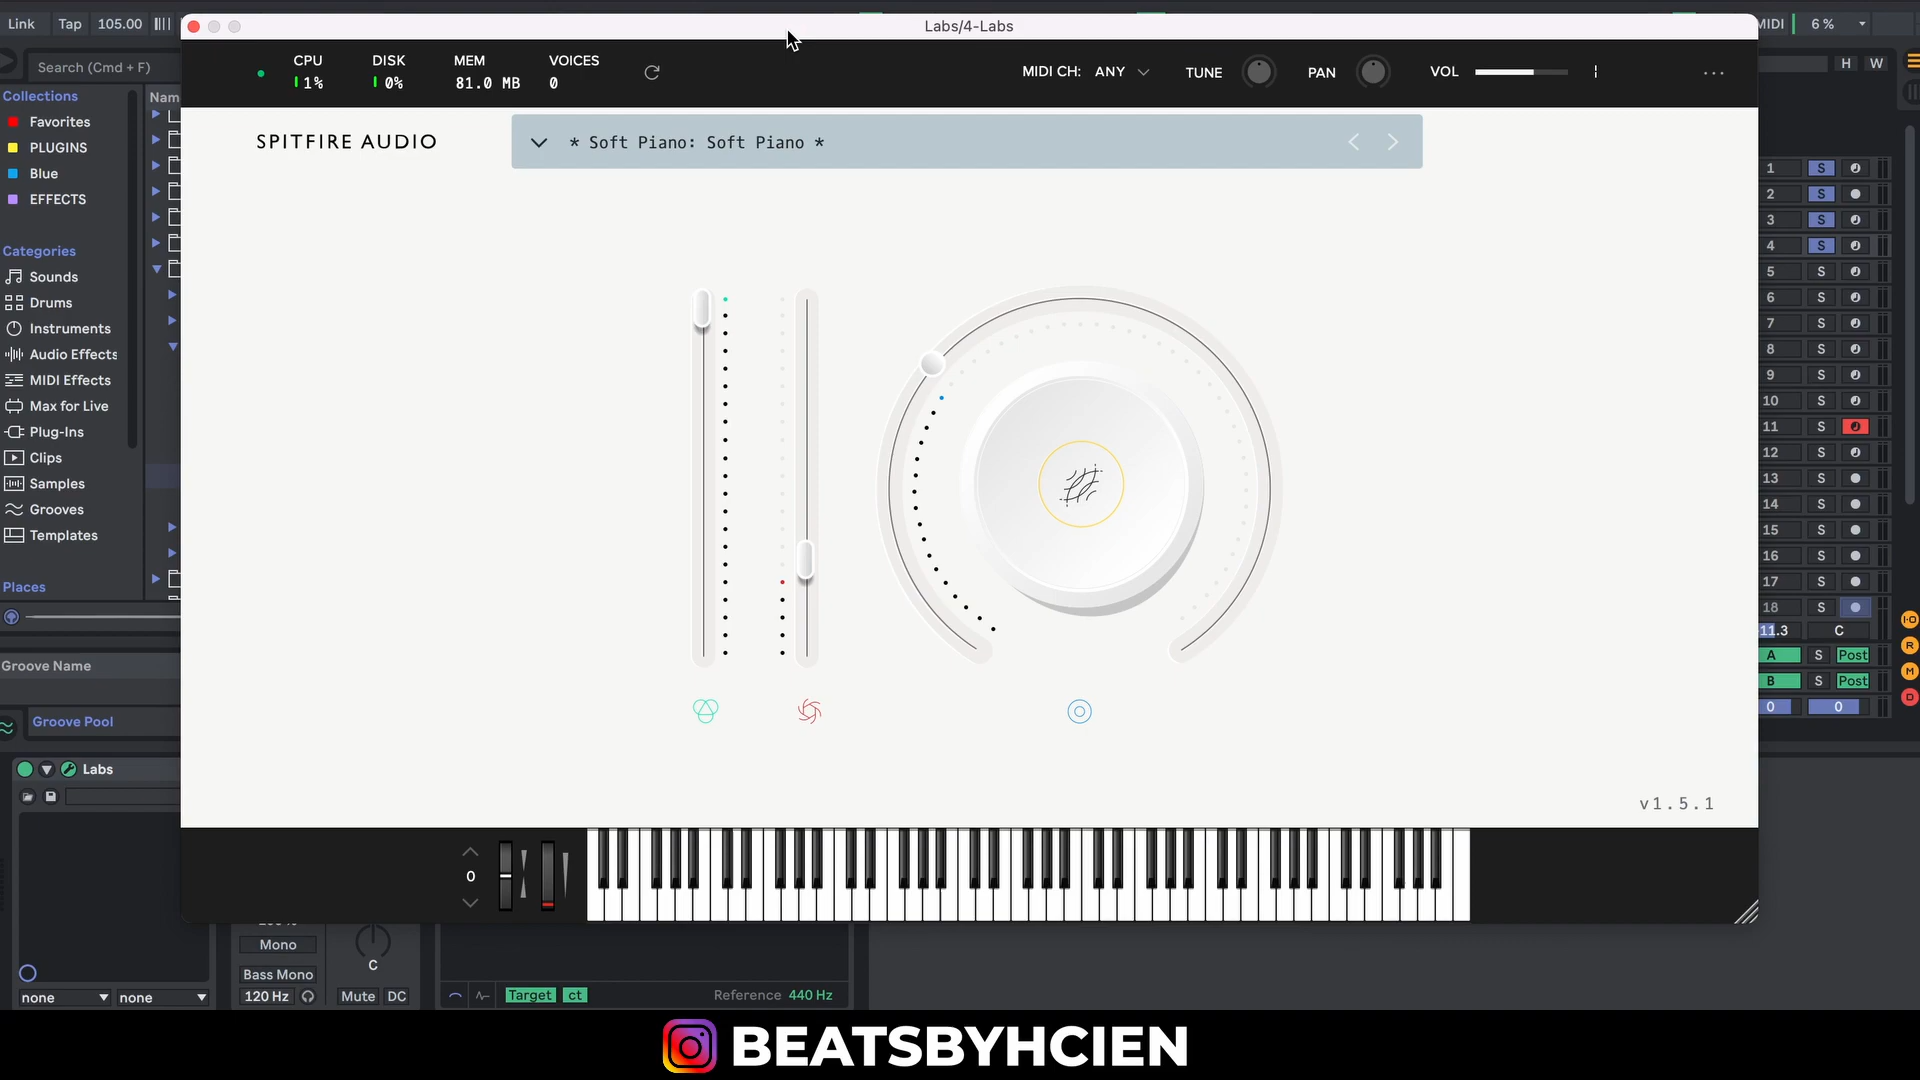 Link Tap 105.00
Labs/4-Labs
MIDI 6 %
Search (Cmd + F)
CPU DISK MEM VOICES
1% 0% 81.0 MB 0
MIDI CH: ANY TUNE PAN VOL
H W
Collections
Nam
Favorites
PLUGINS
Blue
EFFECTS
SPITFIRE AUDIO
* Soft Piano: Soft Piano *
Categories
Sounds
Drums
Instruments
Audio Effects
MIDI Effects
Max for Live
Plug-Ins
Clips
Samples
Grooves
Templates
Places
1 S
2 S
3 S
4 S
5 S
6 S
7 S
8 S
9 S
10 S
11 S
12 S
13 S
14 S
15 S
16 S
17 S
18 S
11.3 C
A S Post
B S Post
0 0
I-O
R
M
D
Groove Name
Groove Pool
Labs
v1.5.1
0
Mono
C
Bass Mono
none none
120 Hz Mute DC
Target ct Reference 440 Hz
BEATSBYHCIEN